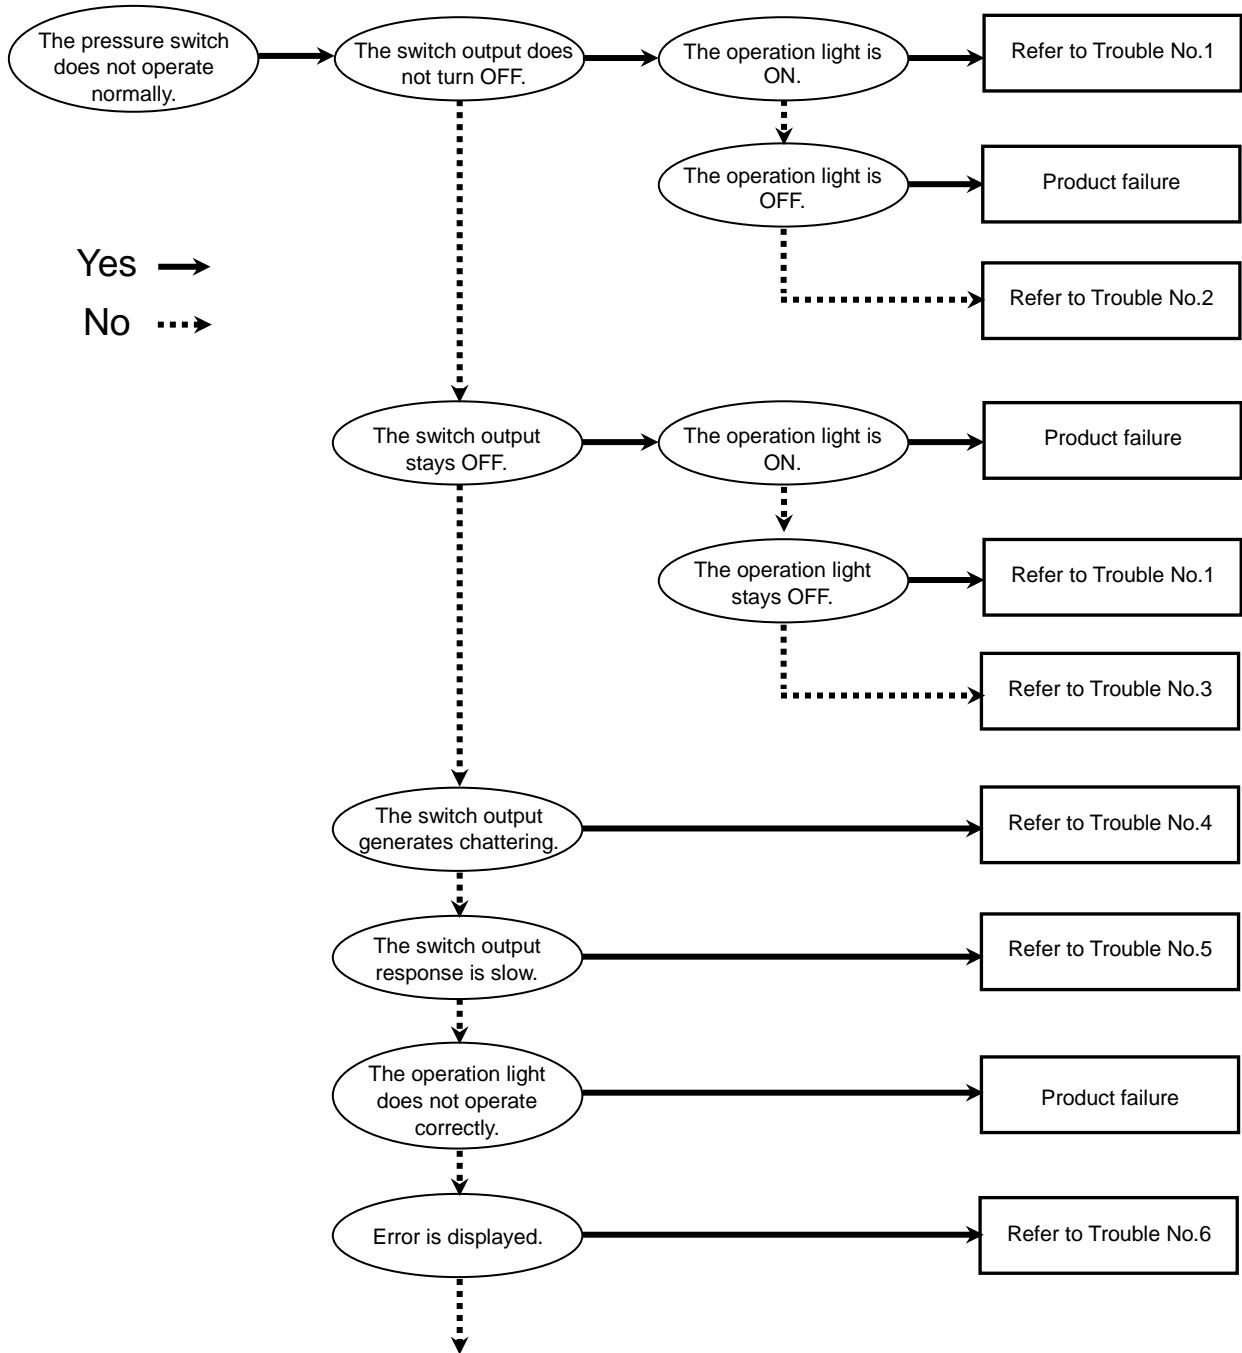 The pressure switch
does not operate
normally.
The switch output does
not turn OFF.
The operation light is
ON.
Refer to Trouble No.1
The operation light is
OFF.
Product failure
Refer to Trouble No.2
Yes
No
The switch output
stays OFF.
The operation light is
ON.
Product failure
The operation light
stays OFF.
Refer to Trouble No.1
Refer to Trouble No.3
The switch output
generates chattering.
Refer to Trouble No.4
The switch output
response is slow.
Refer to Trouble No.5
The operation light
does not operate
correctly.
Product failure
Error is displayed.
Refer to Trouble No.6